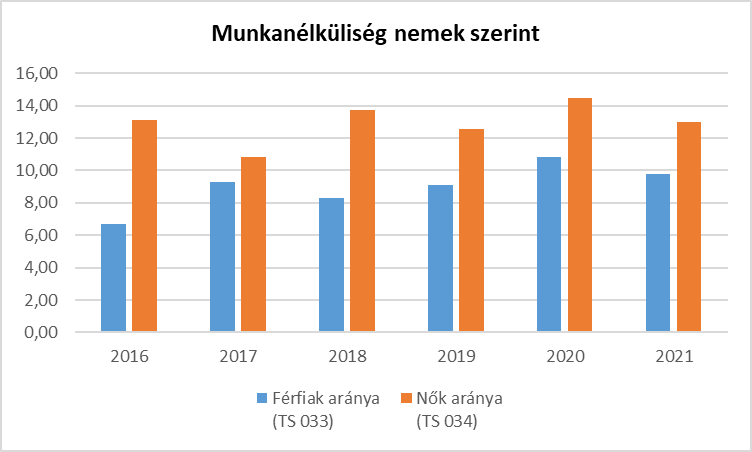 Munkanélküliség nemek szerint
16,00
14,00
12,00
10,00
8,00
6,00
4,00
2,00
0,00
2016 2017 2018 2019 2020 2021
Férfiak aránya Nők aránya
(TS 033) (TS 034)